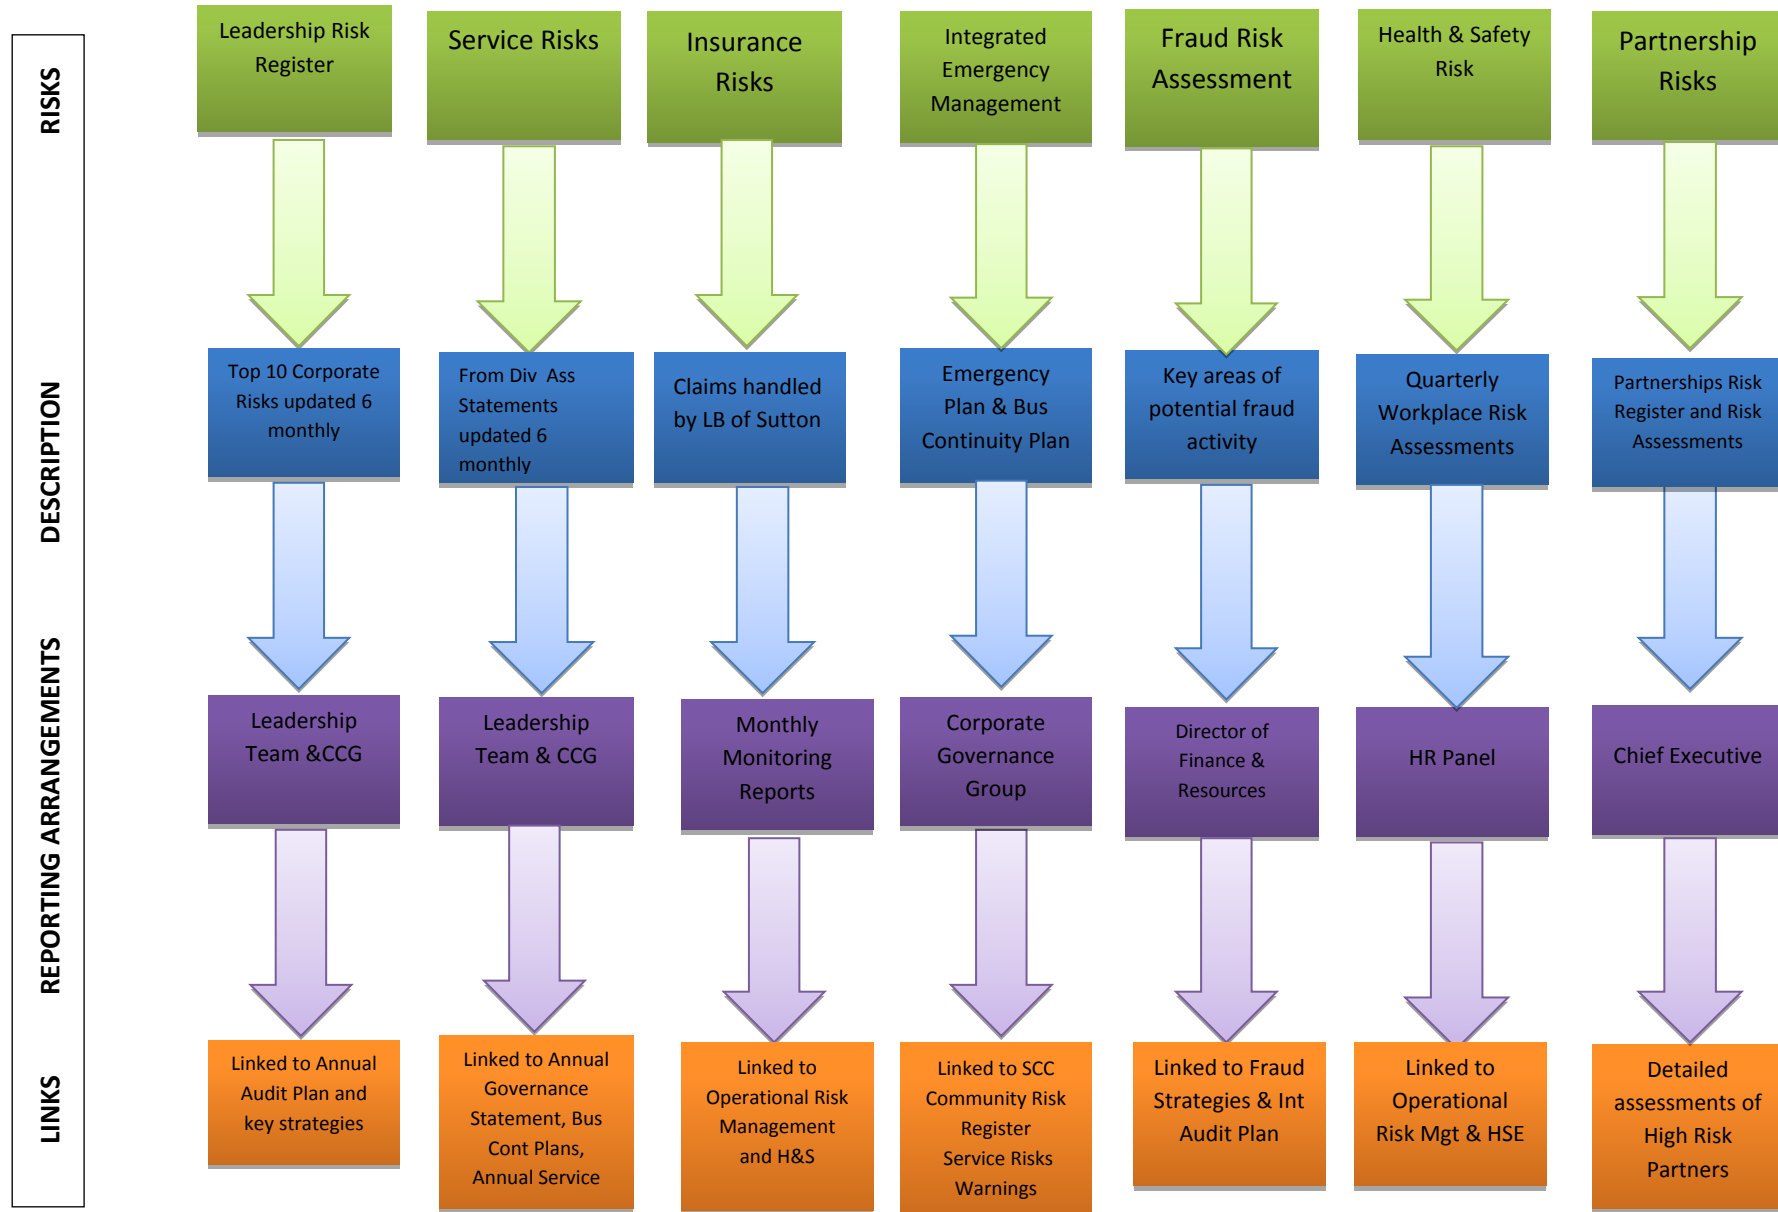 RISKS
Leadership Risk
Register
Service Risks
Insurance
Risks
Integrated
Emergency
Management
Fraud Risk
Assessment
Health & Safety
Risk
Partnership
Risks
DESCRIPTION
Top 10 Corporate
Risks updated 6
monthly
From Div  Ass
Statements
updated 6
monthly
Claims handled
by LB of Sutton
Emergency
Plan & Bus
Continuity Plan
Key areas of
potential fraud
activity
Quarterly
Workplace Risk
Assessments
Partnerships Risk
Register and Risk
Assessments
REPORTING ARRANGEMENTS
Leadership
Team &CCG
Leadership
Team & CCG
Monthly
Monitoring
Reports
Corporate
Governance
Group
Director of
Finance &
Resources
HR Panel
Chief Executive
LINKS
Linked to Annual
Audit Plan and
key strategies
Linked to Annual
Governance
Statement, Bus
Cont Plans,
Annual Service
Linked to
Operational Risk
Management
and H&S
Linked to SCC
Community Risk
Register
Service Risks
Warnings
Linked to Fraud
Strategies & Int
Audit Plan
Linked to
Operational
Risk Mgt & HSE
Detailed
assessments of
High Risk
Partners